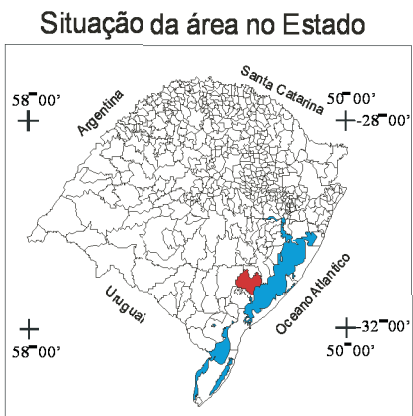 Situação da área no Estado
Santa Catarina
Argentina
58 00'
50 00'
-28 00'
Uruguai
Oceano Atlantico
-32 00'
58 00'
50 00'